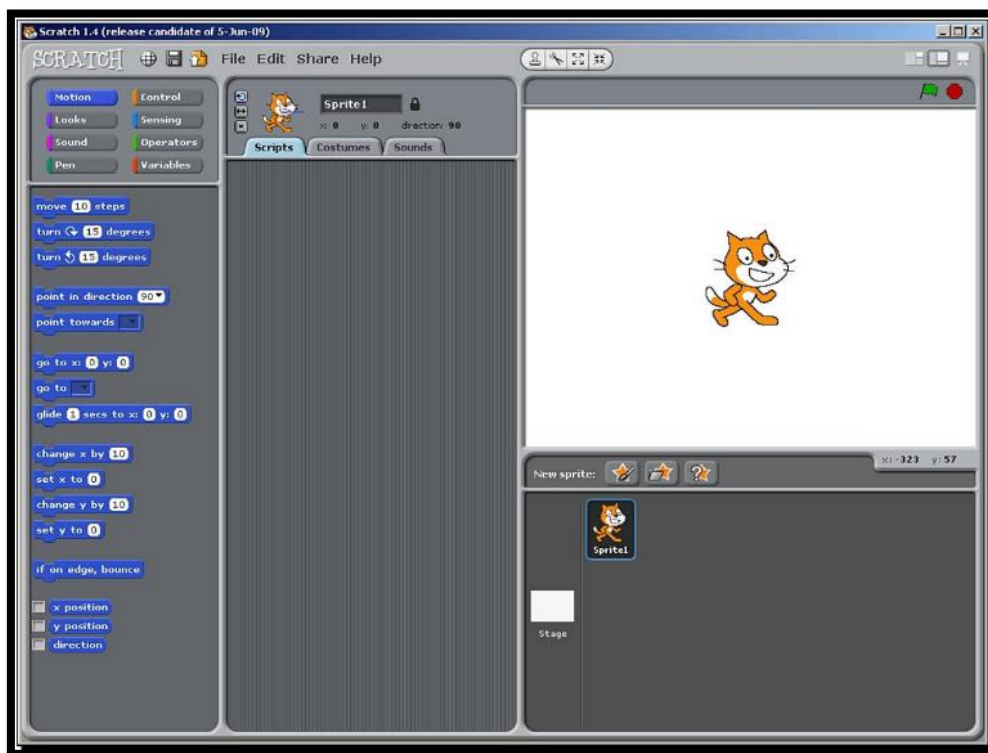 Scratch 1.4 (release candidate of 5-Jun-09)
SCRATCH File Edit Share Help
Motion Control
Looks Sensing
Sound Operators
Pen Variables
Sprite1
x: 0 y: 0 direction: 90
Scripts Costumes Sounds
move 10 steps
turn 15 degrees
turn 15 degrees
point in direction 90
point towards
go to x: 0 y: 0
go to
glide 1 secs to x: 0 y: 0
change x by 10
set x to 0
change y by 10
set y to 0
if on edge, bounce
x position
y position
direction
x: -323 y: 57
New sprite:
Sprite1
Stage